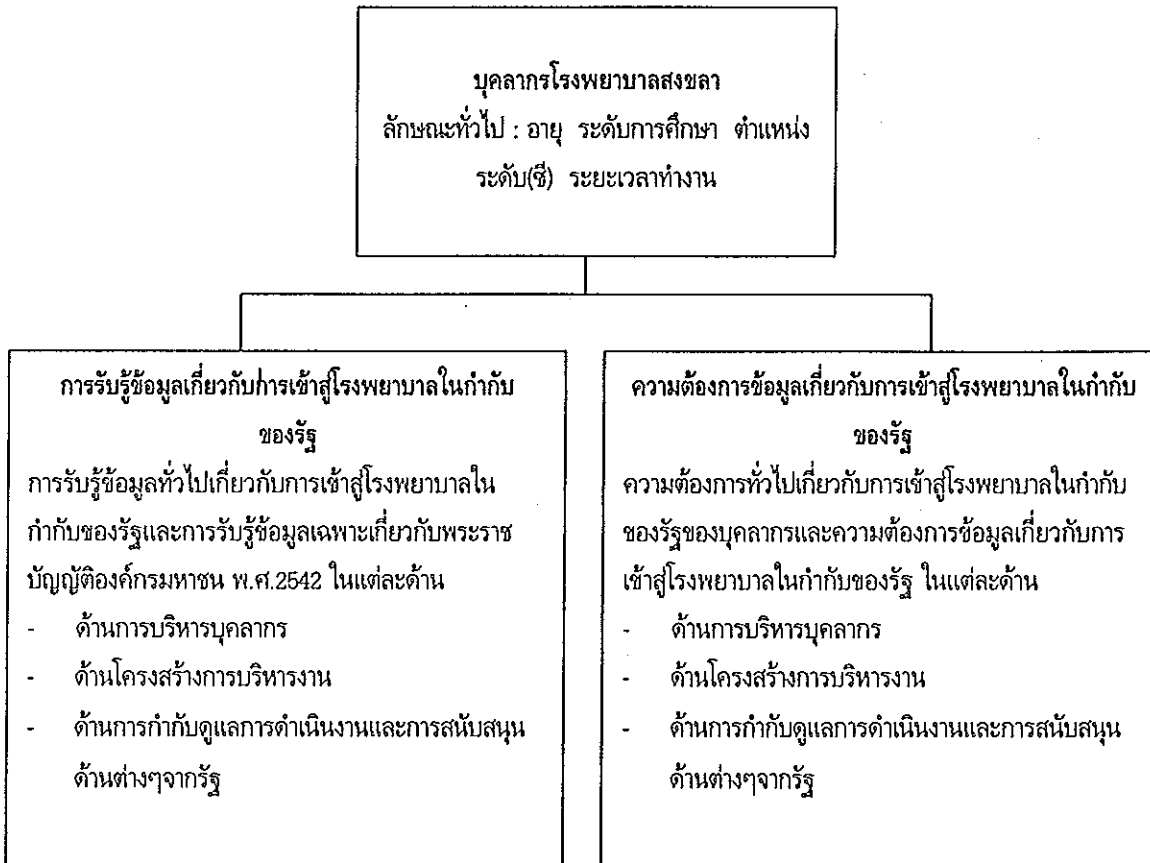 บุคลากรโรงพยาบาลสงขลา
ลักษณะทั่วไป : อายุ ระดับการศึกษา ตำแหน่ง
ระดับ(ซี) ระยะเวลาทำงาน
การรับรู้ข้อมูลเกี่ยวกับการเข้าสู่โรงพยาบาลในกำกับ
ของรัฐ
การรับรู้ข้อมูลทั่วไปเกี่ยวกับการเข้าสู่โรงพยาบาลใน
กำกับของรัฐและการรับรู้ข้อมูลเฉพาะเกี่ยวกับพระราช
บัญญัติองค์กรมหาชน พ.ศ.2542 ในแต่ละด้าน
- ด้านการบริหารบุคลากร
- ด้านโครงสร้างการบริหารงาน
- ด้านการกำกับดูแลการดำเนินงานและการสนับสนุน
ด้านต่างๆจากรัฐ
ความต้องการข้อมูลเกี่ยวกับการเข้าสู่โรงพยาบาลในกำกับ
ของรัฐ
ความต้องการทั่วไปเกี่ยวกับการเข้าสู่โรงพยาบาลในกำกับ
ของรัฐของบุคลากรและความต้องการข้อมูลเกี่ยวกับการ
เข้าสู่โรงพยาบาลในกำกับของรัฐ ในแต่ละด้าน
- ด้านการบริหารบุคลากร
- ด้านโครงสร้างการบริหารงาน
- ด้านการกำกับดูแลการดำเนินงานและการสนับสนุน
ด้านต่างๆจากรัฐ